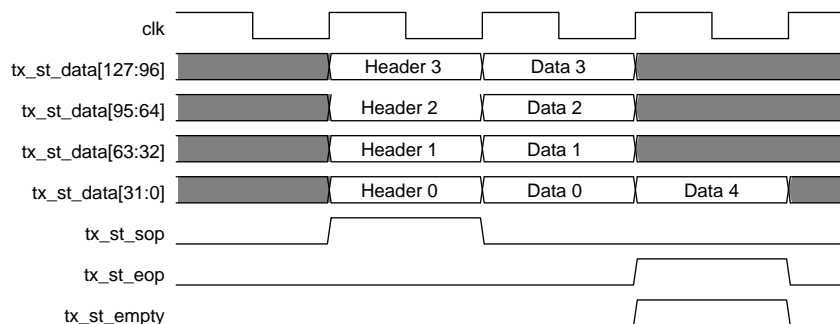 clk
tx_st_data[127:96] Header 3 Data 3
tx_st_data[95:64] Header 2 Data 2
tx_st_data[63:32] Header 1 Data 1
tx_st_data[31:0] Header 0 Data 0 Data 4
tx_st_sop
tx_st_eop
tx_st_empty